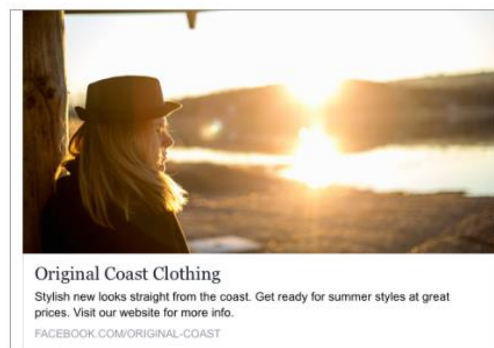 Original Coast Clothing
Stylish new looks straight from the coast. Get ready for summer styles at great
prices. Visit our website for more info.
FACEBOOK.COM/ORIGINAL-COAST